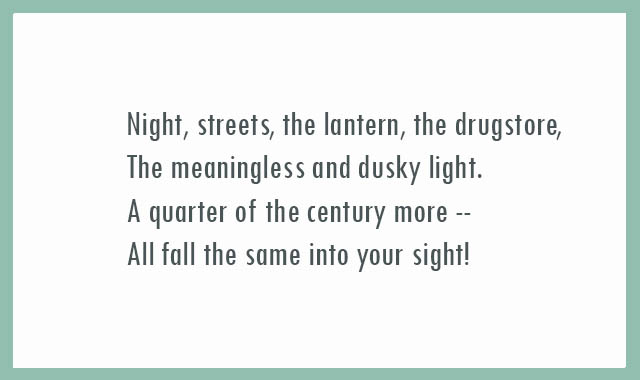 Night, streets, the lantern, the drugstore,
The meaningless and dusky light.
A quarter of the century more --
All fall the same into your sight!